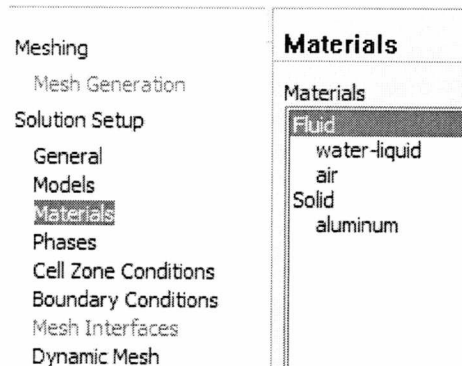 Meshing
Mesh Generation
Solution Setup
General
Models
Materials
Phases
Cell Zone Conditions
Boundary Conditions
Mesh Interfaces
Dynamic Mesh
Materials
Materials
Fluid
water-liquid
air
Solid
aluminum